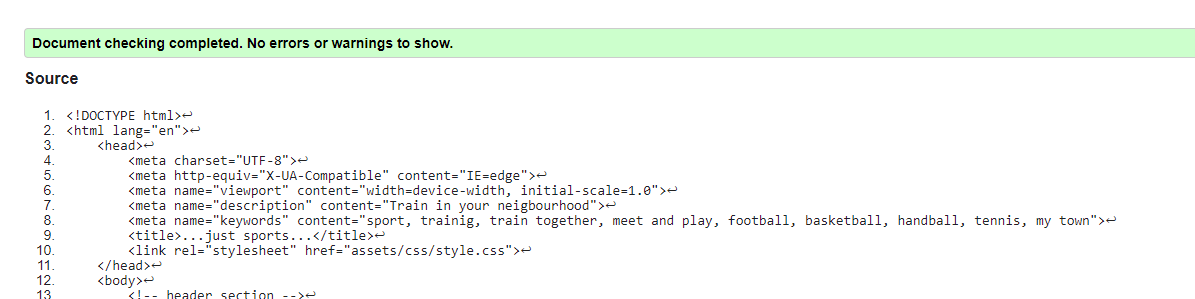 Document checking completed. No errors or warnings to show.
Source
1. <!DOCTYPE html>↩
2. <html lang="en">↩
3. <head>↩
4. <meta charset="UTF-8">↩
5. <meta http-equiv="X-UA-Compatible" content="IE=edge">↩
6. <meta name="viewport" content="width=device-width, initial-scale=1.0">↩
7. <meta name="description" content="Train in your neigbourhood">↩
8. <meta name="keywords" content="sport, trainig, train together, meet and play, football, basketball, handball, tennis, my town">↩
9. <title>...just sports...</title>↩
10. <link rel="stylesheet" href="assets/css/style.css">↩
11. </head>↩
12. <body>↩
13. <!-- header section -->↩